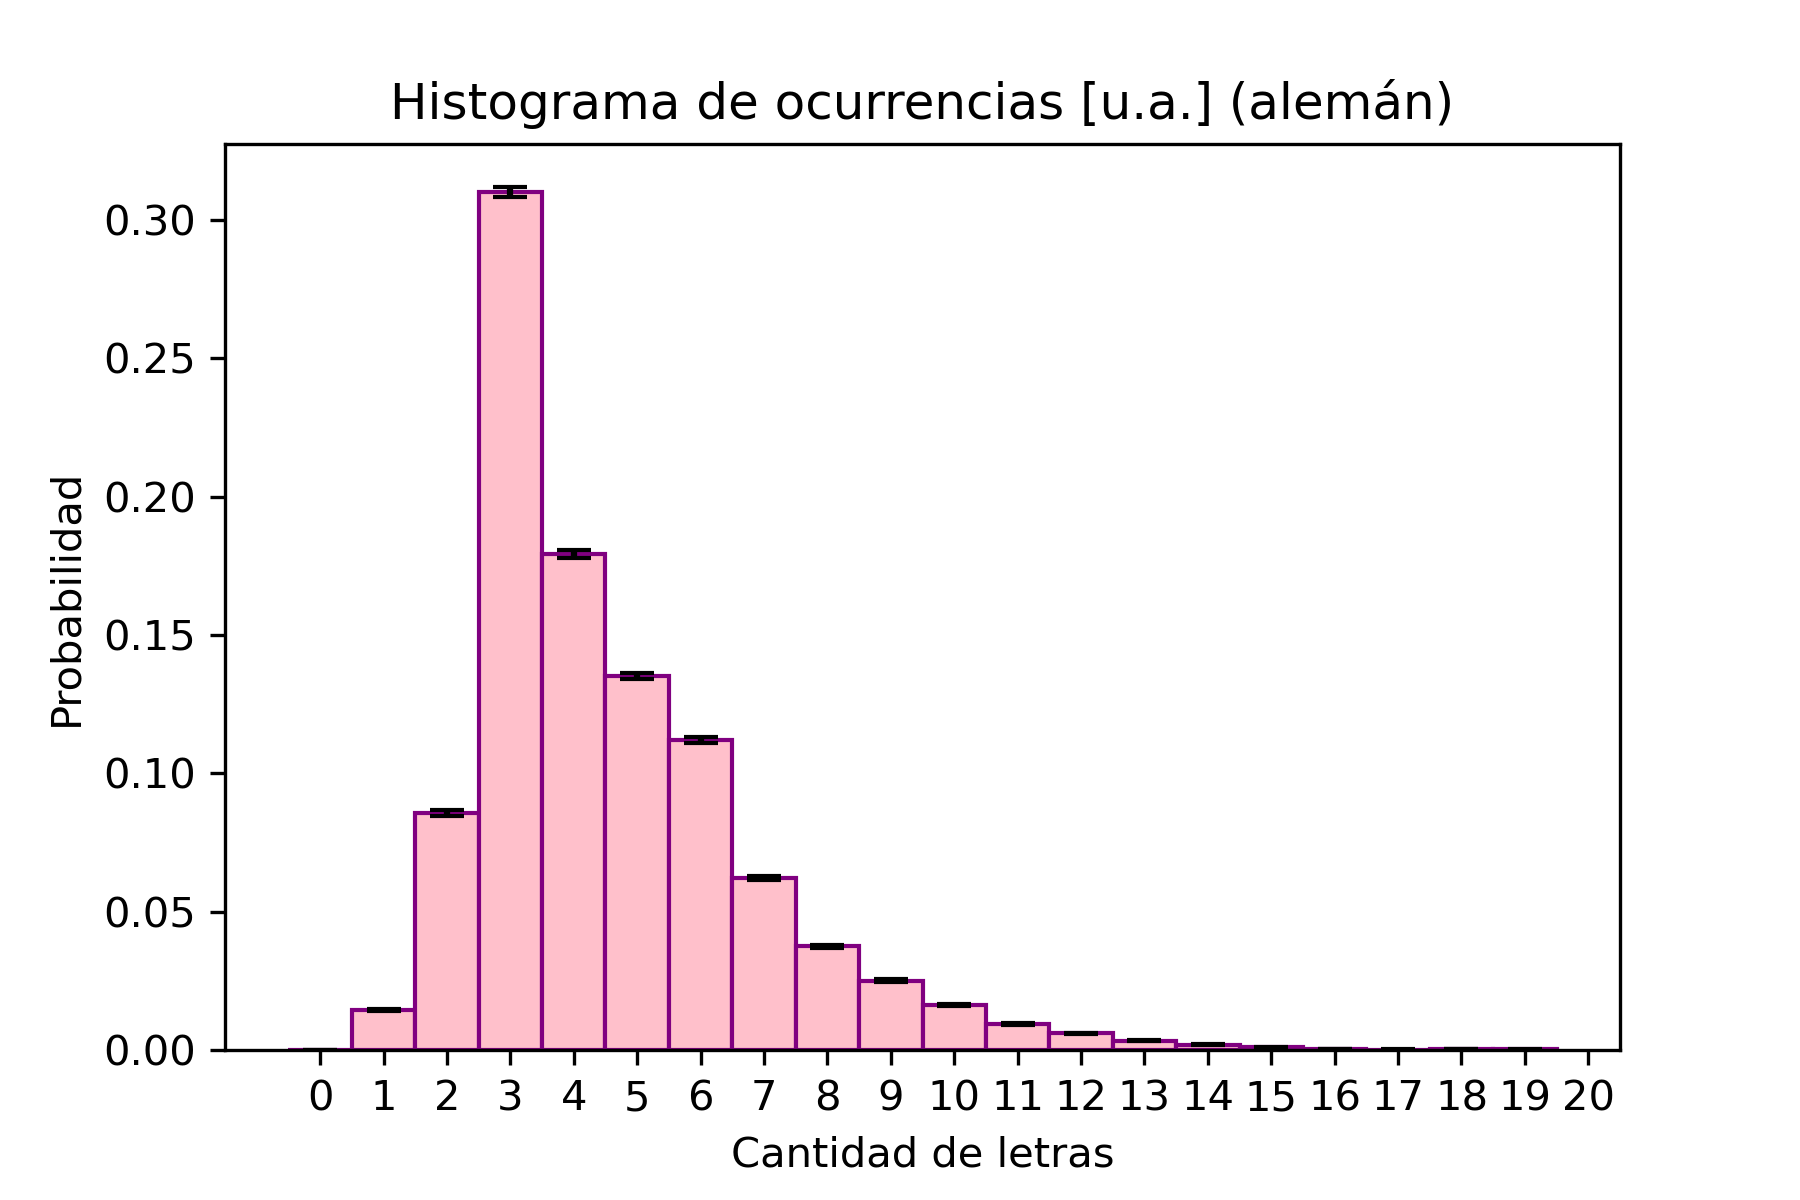 Histograma de ocurrencias [u.a.] (alemán)
Probabilidad
0.30
0.25
0.20
0.15
0.10
0.05
0.00
0 1 2 3 4 5 6 7 8 9 10 11 12 13 14 15 16 17 18 19 20
Cantidad de letras